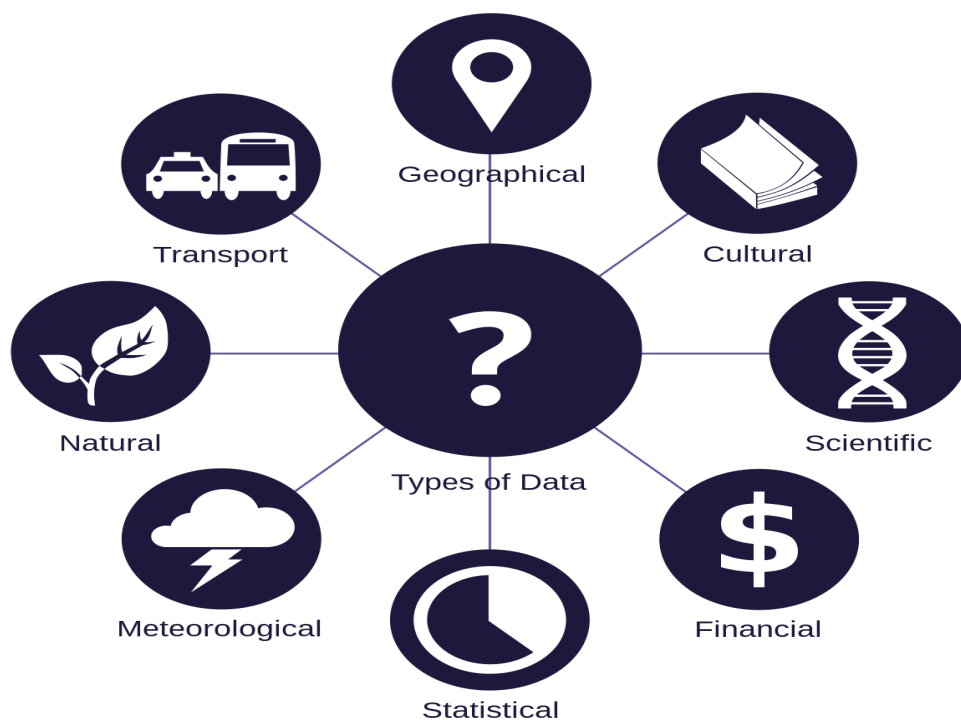 Geographical
Transport
Cultural
?
Natural
Scientific
Types of Data
$
Meteorological
Financial
Statistical